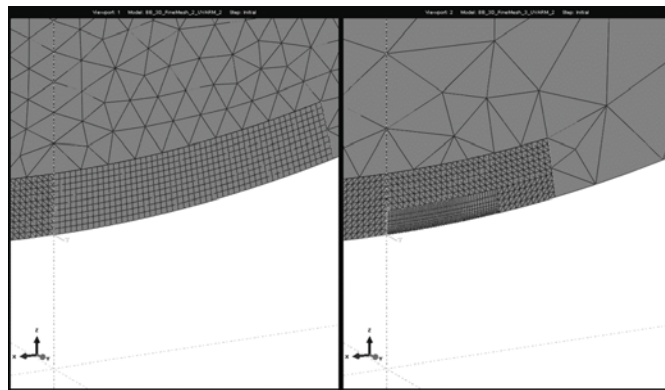 Viewport: 1 Model: BB_3D_FineMesh_2_UVARM_2 Step: Initial
Viewport: 2 Model: BB_3D_FineMesh_3_UVARM_2 Step: Initial
Y
Z
X
Y
Z
X
Y